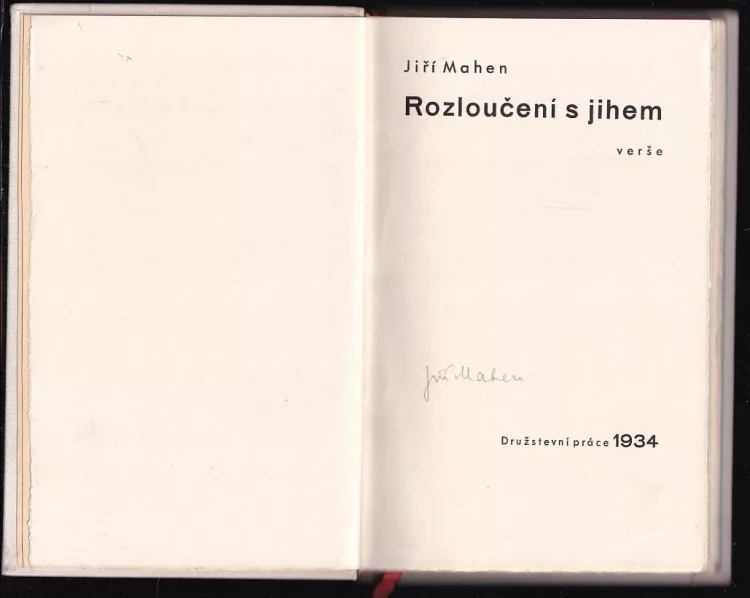 Jiří Mahen
Rozloučení s jihem
verše
Jiří Mahen
Družstevní práce 1934